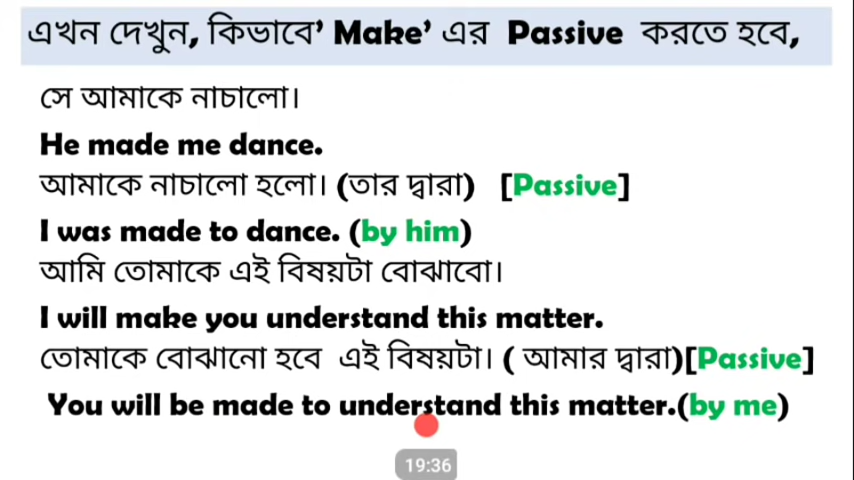 এখন দেখুন, কিভাবে’ Make’ এর Passive করতে হবে,
সে আমাকে নাচালো।
He made me dance.
আমাকে নাচালো হলো। (তার দ্বারা) [Passive]
I was made to dance. (by him)
আমি তোমাকে এই বিষয়টা বোঝাবো।
I will make you understand this matter.
তোমাকে বোঝানো হবে এই বিষয়টা। ( আমার দ্বারা)[Passive]
You will be made to understand this matter.(by me)
19:36